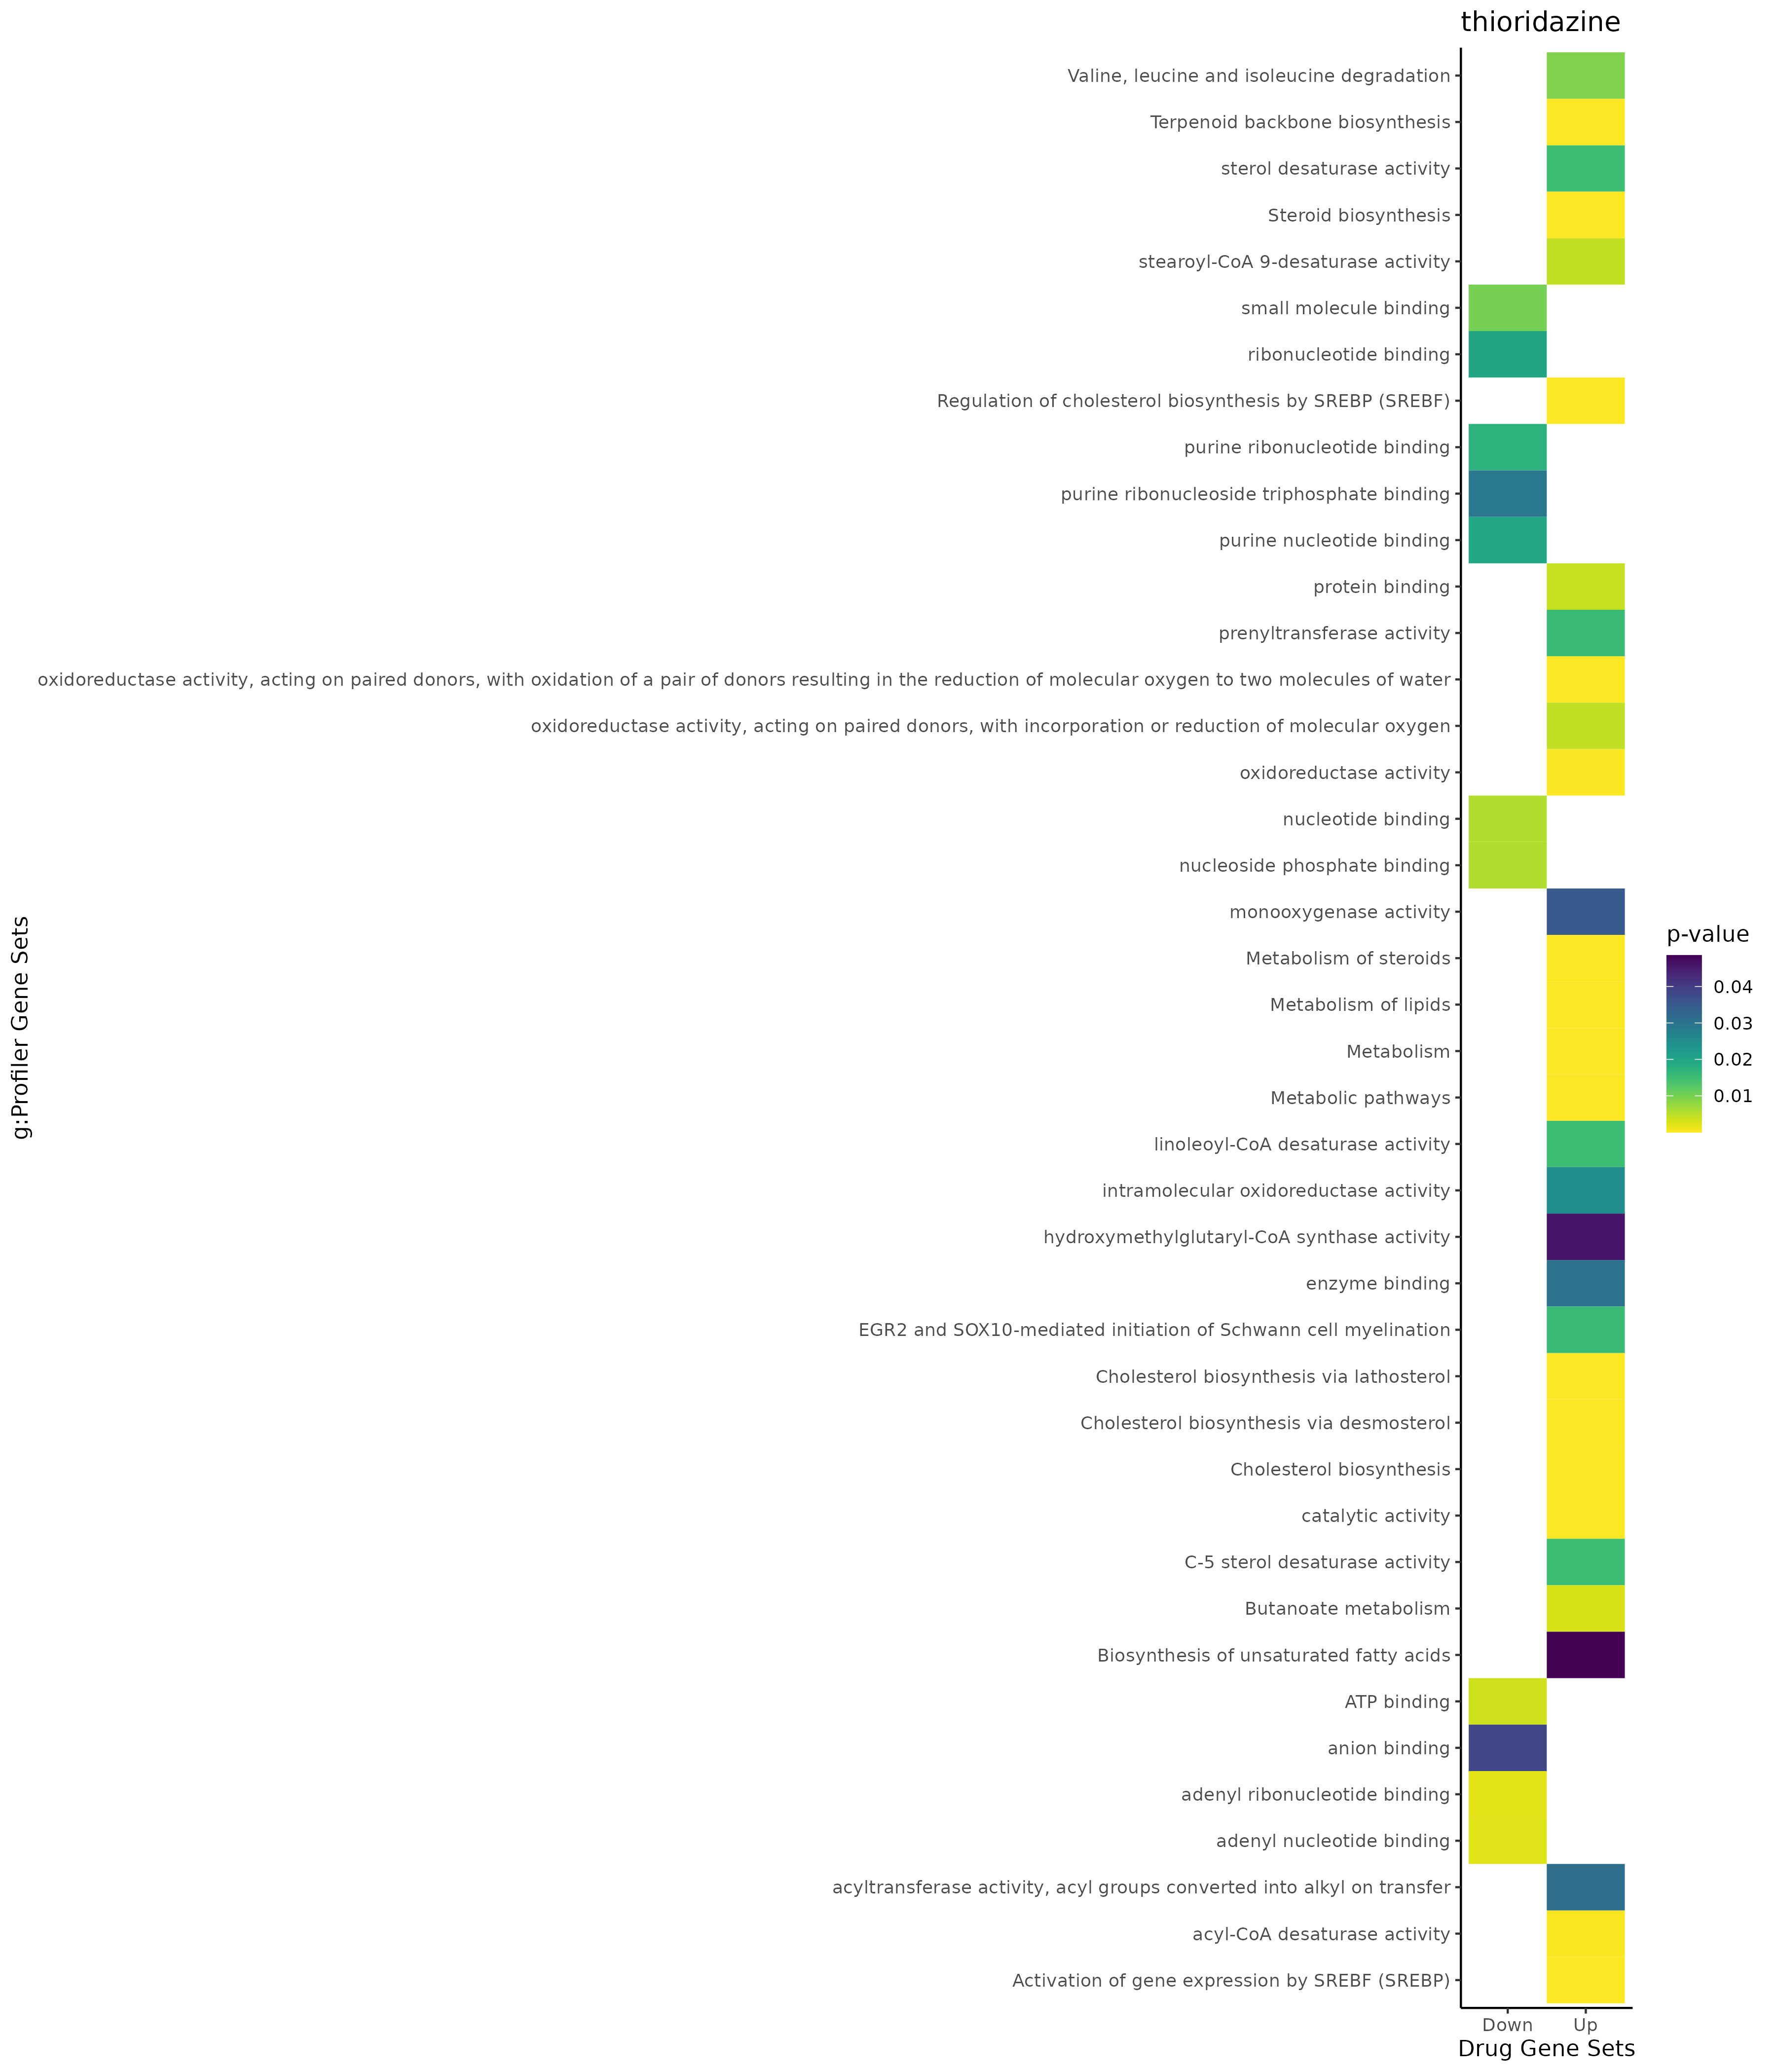 thioridazine
Valine, leucine and isoleucine degradation
Terpenoid backbone biosynthesis
sterol desaturase activity
Steroid biosynthesis
stearoyl-CoA 9-desaturase activity
small molecule binding
ribonucleotide binding
Regulation of cholesterol biosynthesis by SREBP (SREBF)
purine ribonucleotide binding
purine ribonucleoside triphosphate binding
purine nucleotide binding
protein binding
prenyltransferase activity
oxidoreductase activity, acting on paired donors, with oxidation of a pair of donors resulting in the reduction of molecular oxygen to two molecules of water
oxidoreductase activity, acting on paired donors, with incorporation or reduction of molecular oxygen
oxidoreductase activity
nucleotide binding
nucleoside phosphate binding
monooxygenase activity
Metabolism of steroids
Metabolism of lipids
Metabolism
Metabolic pathways
linoleoyl-CoA desaturase activity
intramolecular oxidoreductase activity
hydroxymethylglutaryl-CoA synthase activity
enzyme binding
EGR2 and SOX10-mediated initiation of Schwann cell myelination
Cholesterol biosynthesis via lathosterol
Cholesterol biosynthesis via desmosterol
Cholesterol biosynthesis
catalytic activity
C-5 sterol desaturase activity
Butanoate metabolism
Biosynthesis of unsaturated fatty acids
ATP binding
anion binding
adenyl ribonucleotide binding
adenyl nucleotide binding
acyltransferase activity, acyl groups converted into alkyl on transfer
acyl-CoA desaturase activity
Activation of gene expression by SREBF (SREBP)
g:Profiler Gene Sets
Down Up
Drug Gene Sets
p-value
0.04
0.03
0.02
0.01